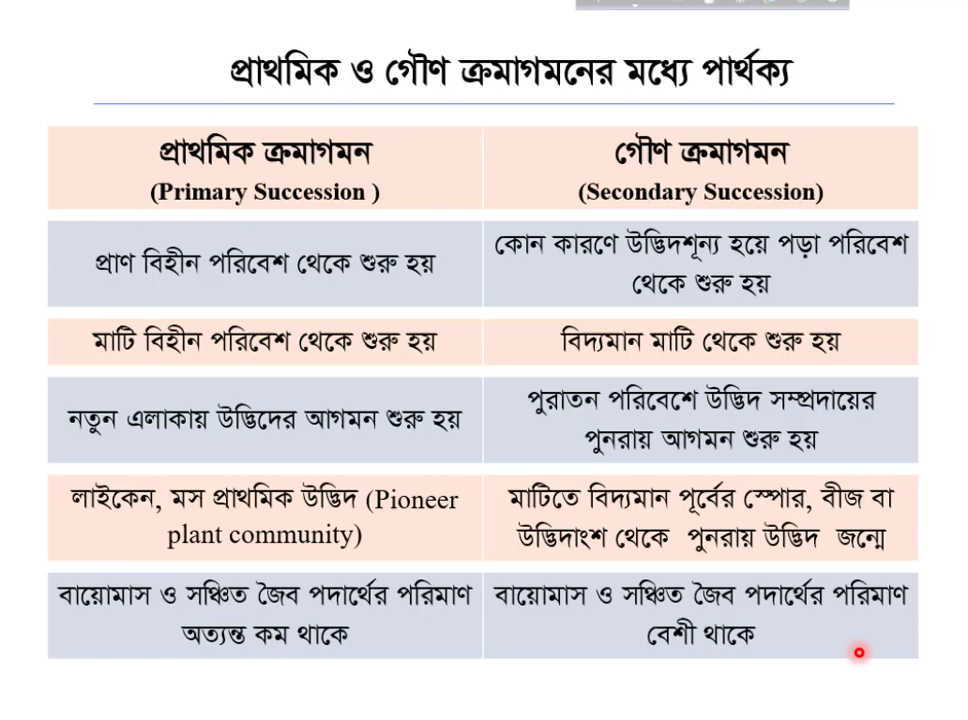 প্রাথমিক ও গৌণ ক্রমাগমনের মধ্যে পার্থক্য
প্রাথমিক ক্রমাগমন
(Primary Succession )
গৌণ ক্রমাগমন
(Secondary Succession)
প্রাণ বিহীন পরিবেশ থেকে শুরু হয়
কোন কারণে উদ্ভিদশূন্য হয়ে পড়া পরিবেশ
থেকে শুরু হয়
মাটি বিহীন পরিবেশ থেকে শুরু হয়
বিদ্যমান মাটি থেকে শুরু হয়
নতুন এলাকায় উদ্ভিদের আগমন শুরু হয়
পুরাতন পরিবেশে উদ্ভিদ সম্প্রদায়ের
পুনরায় আগমন শুরু হয়
লাইকেন, মস প্রাথমিক উদ্ভিদ (Pioneer
plant community)
মাটিতে বিদ্যমান পূর্বের স্পোর, বীজ বা
উদ্ভিদাংশ থেকে পুনরায় উদ্ভিদ জন্মে
বায়োমাস ও সঞ্চিত জৈব পদার্থের পরিমাণ
অত্যন্ত কম থাকে
বায়োমাস ও সঞ্চিত জৈব পদার্থের পরিমাণ
বেশী থাকে